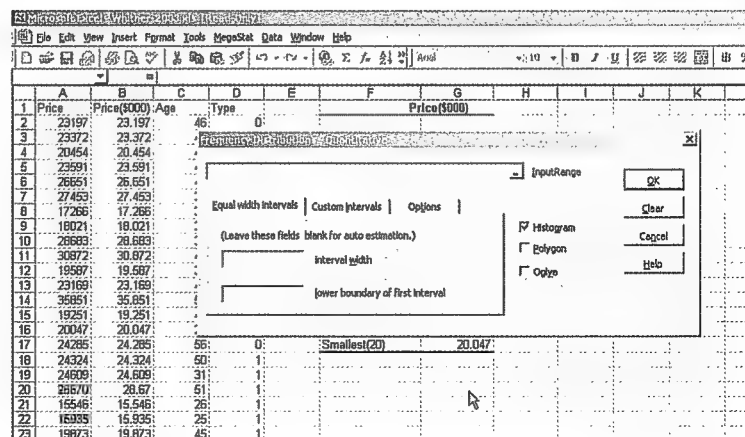 File Edit View Insert Format Tools MegaStat Data Window Help
Arial 10 B I U
A B C D E F G H I J K
1 Price Price($000) Age Type Price($000)
2 23197 23.197 46 0
3 23372 23.372
4 20454 20.454
5 23591 23.591
6 26651 26.651
7 27453 27.453
8 17266 17.266
9 18021 18.021
10 28683 28.683
11 30872 30.872
12 19587 19.587
13 23169 23.169
14 35851 35.851
15 19251 19.251
16 20047 20.047
17 24285 24.285 56 0 Smallest(20) 20.047
18 24324 24.324 50 1
19 24609 24.609 31 1
20 28670 28.67 51 1
21 15546 15.546 26 1
22 15935 15.935 25 1
23 19873 19.873 45 1
Input Range
Equal width intervals Custom Intervals Options
(Leave these fields blank for auto estimation.)
interval width
lower boundary of first interval
Histogram
Polygon
Ogive
OK
Clear
Cancel
Help